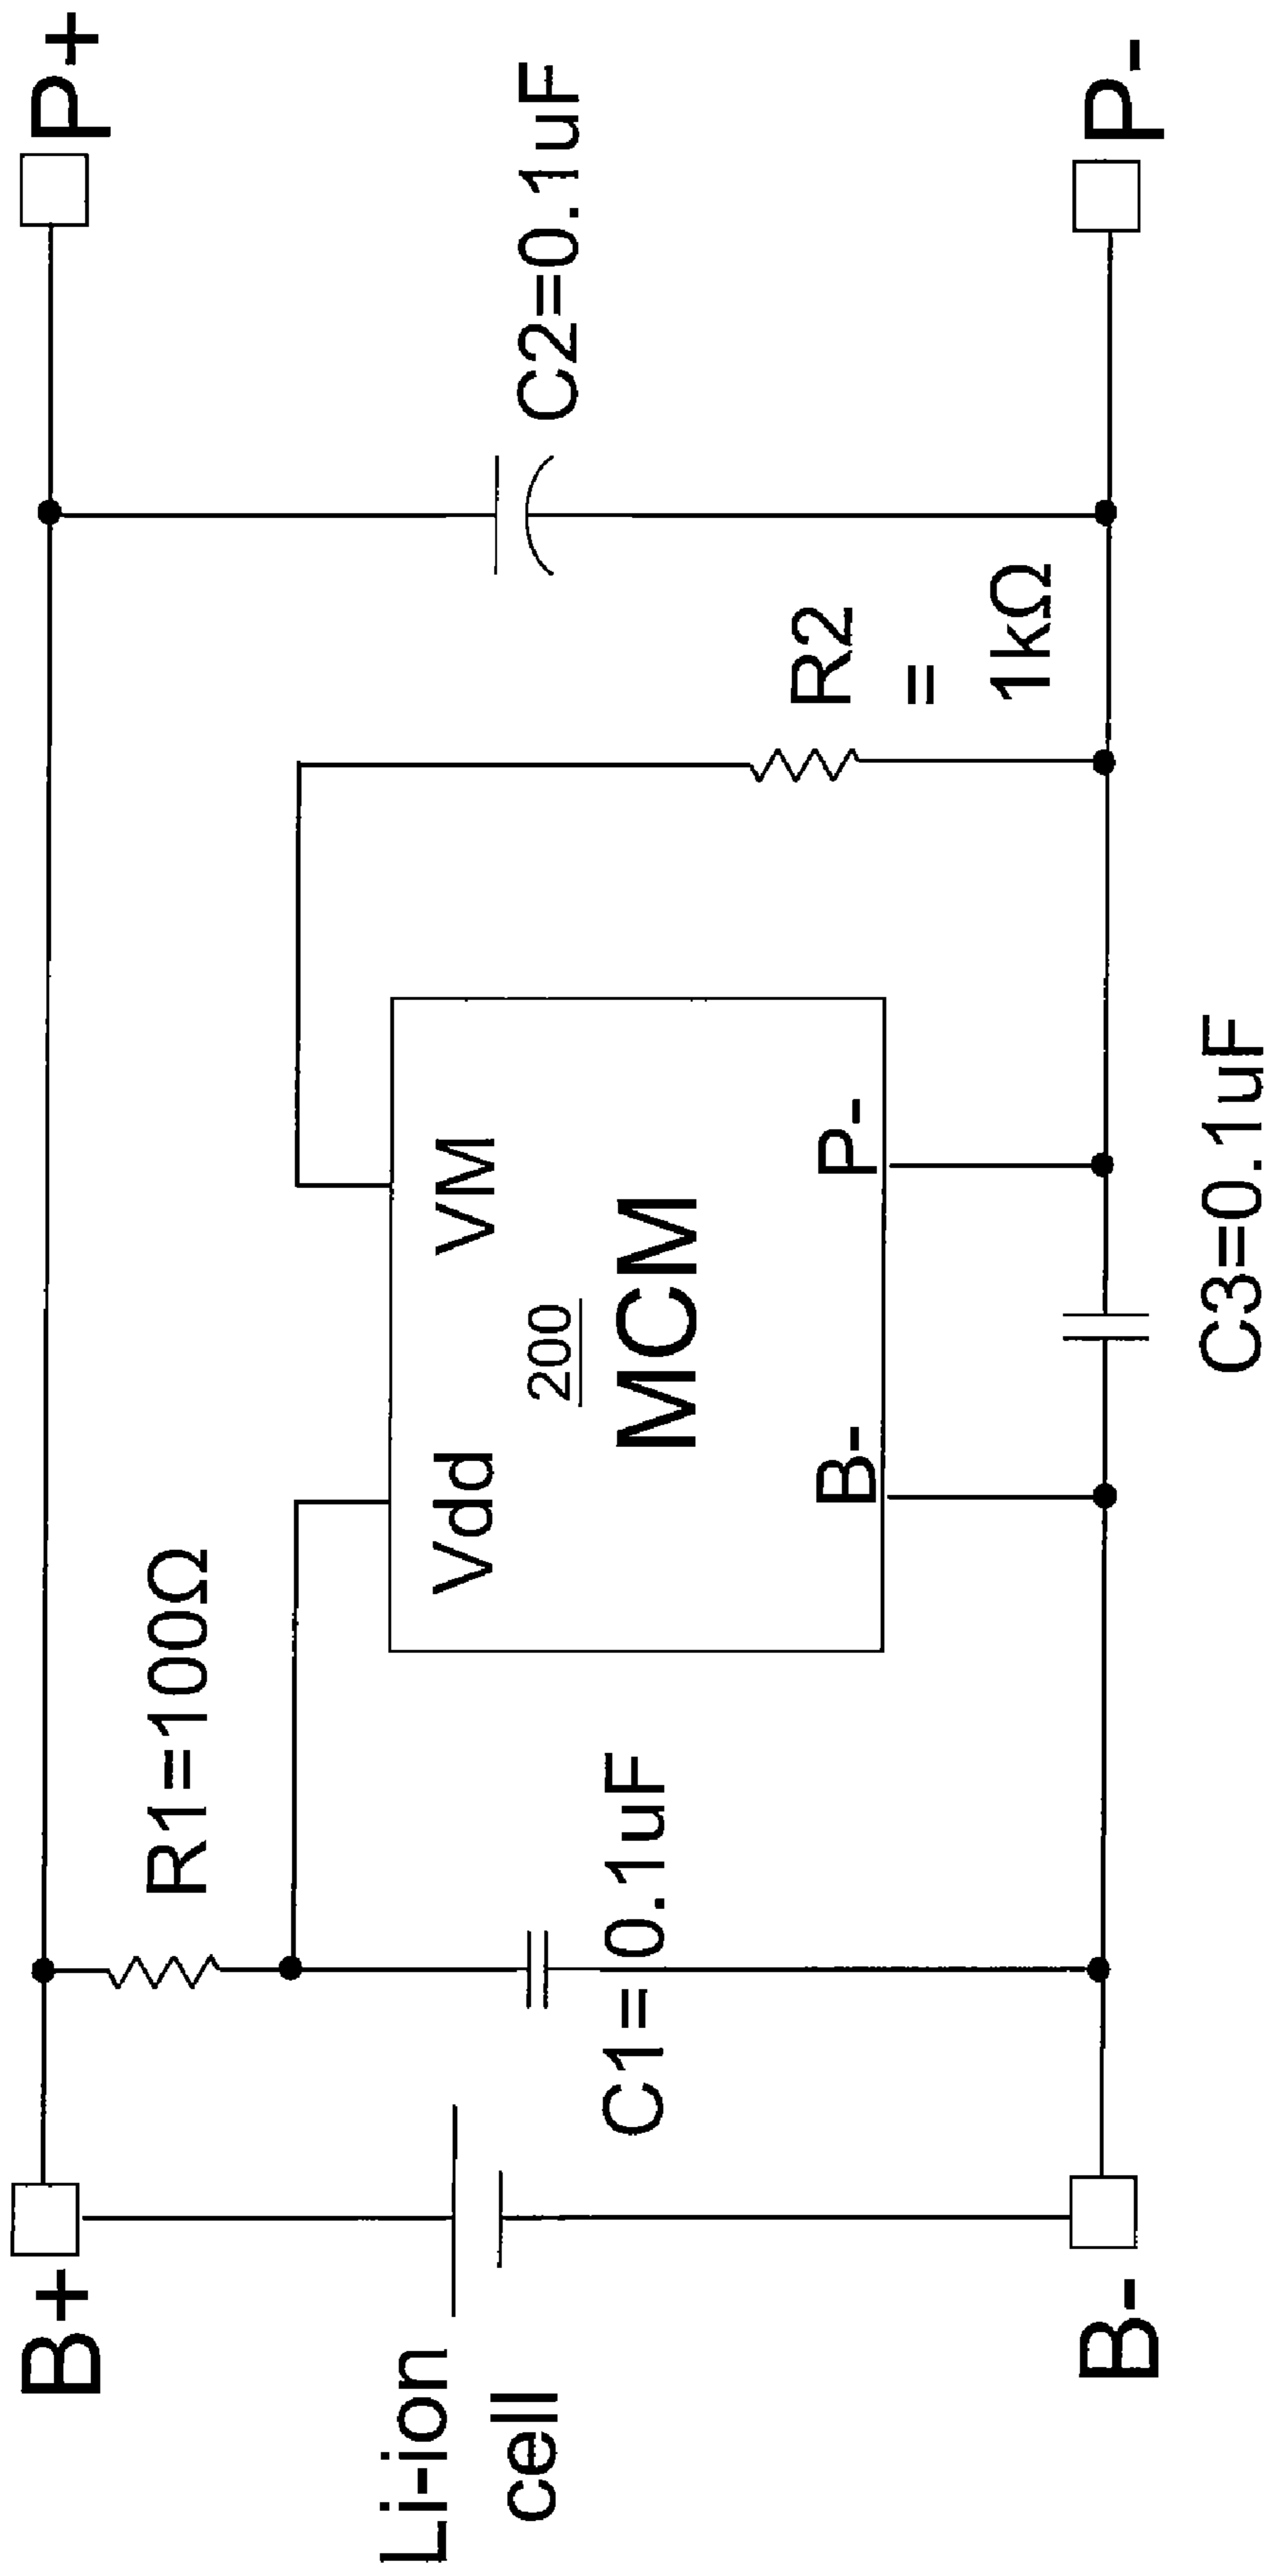 B+
P+
R1=100Ω
Vdd
VM
Li-ion
cell
200
MCM
C2=0.1uF
C1=
0.1uF
R2
=
1kΩ
B-
P-
B-
P-
C3=0.1uF